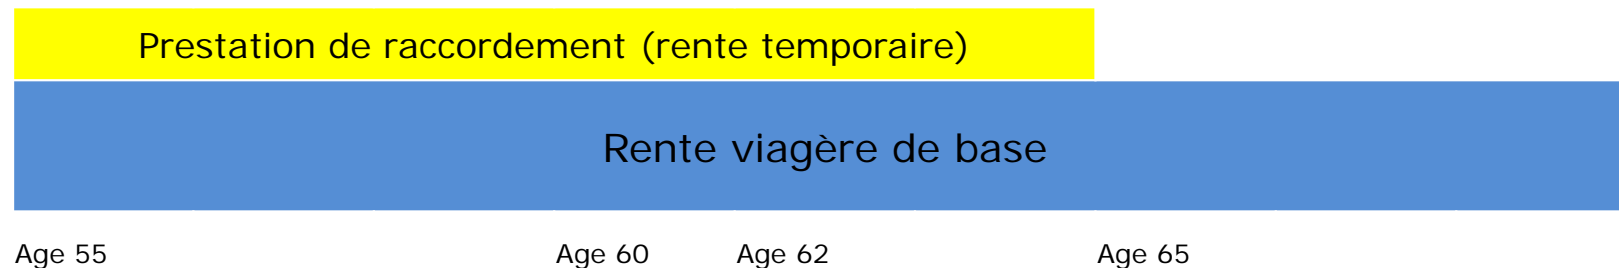 Prestation de raccordement (rente temporaire)
Rente viagère de base
Age 55 Age 60 Age 62 Age 65